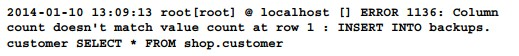 2014-01-10 13:09:13 root[root] @ localhost [] ERROR 1136: Column
count doesn't match value count at row 1 : INSERT INTO backups.
customer SELECT * FROM shop.customer